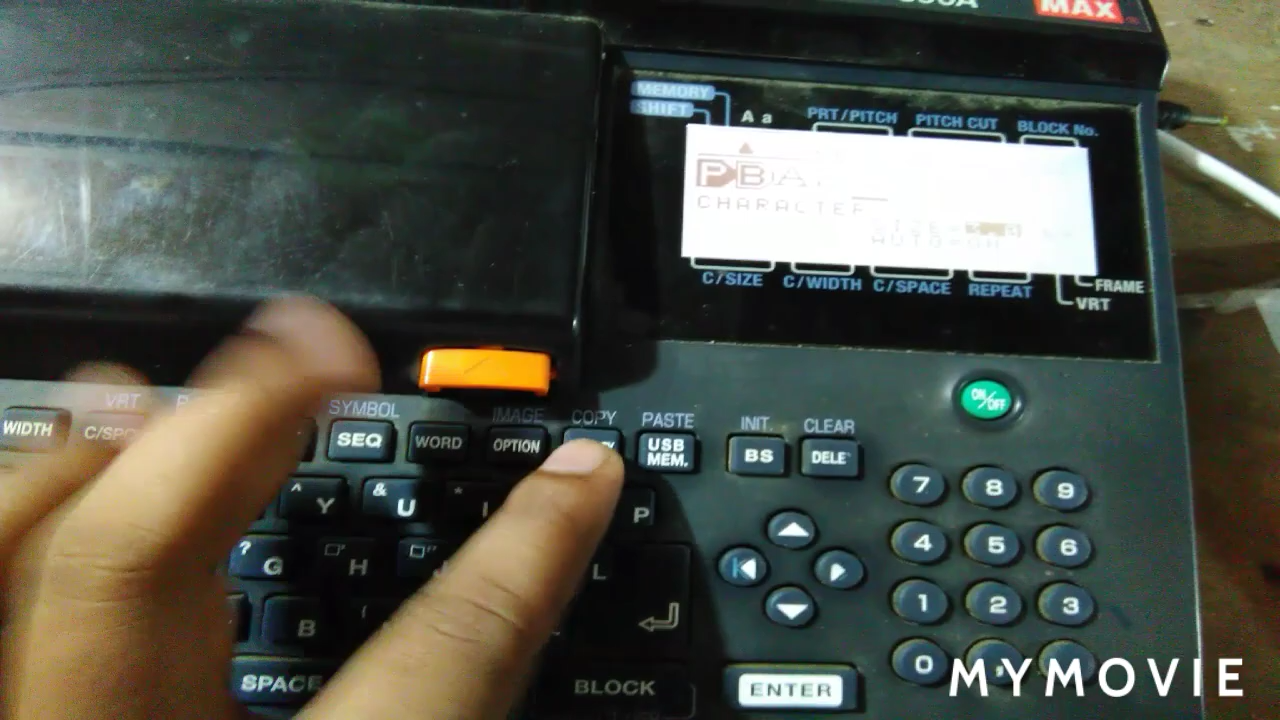 MAX
MEMORY
SHIFT
A a
PRT/PITCH
PITCH CUT
BLOCK No.
CHARACTER
SIZE=
AUTO=ON
C/SIZE
C/WIDTH
C/SPACE
REPEAT
FRAME
VRT
ON/OFF
VRT
SYMBOL
IMAGE
COPY
PASTE
INIT.
CLEAR
WIDTH
SEQ
WORD
OPTION
USB MEM.
BS
DELE
7 8 9
^ Y
& U
* I
P
4 5 6
? G
H
L
1 2 3
B
0
SPACE
BLOCK
ENTER
MYMOVIE